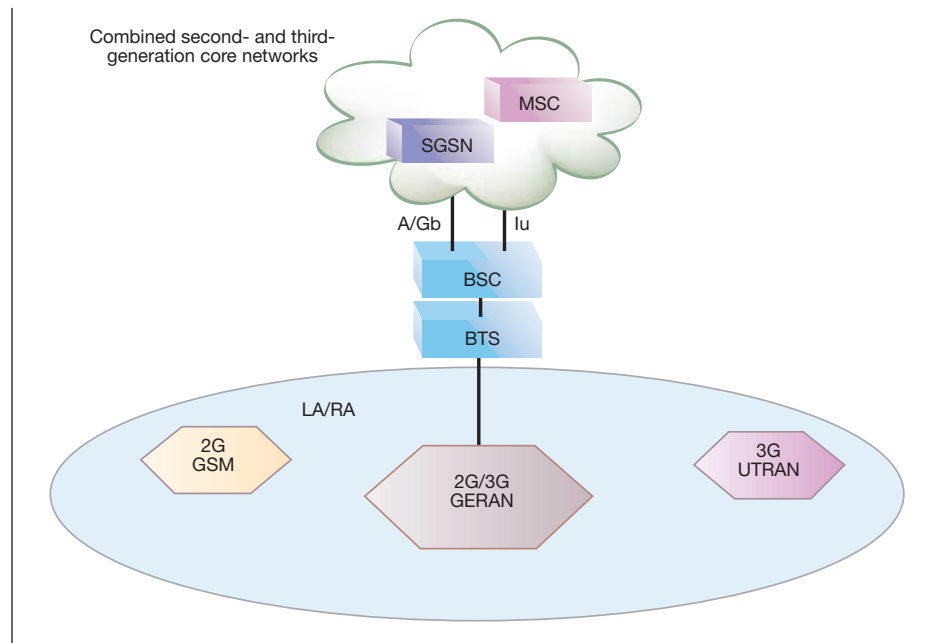 Combined second- and third-
generation core networks
MSC
SGSN
A/Gb
Iu
BSC
BTS
LA/RA
2G
GSM
2G/3G
GERAN
3G
UTRAN